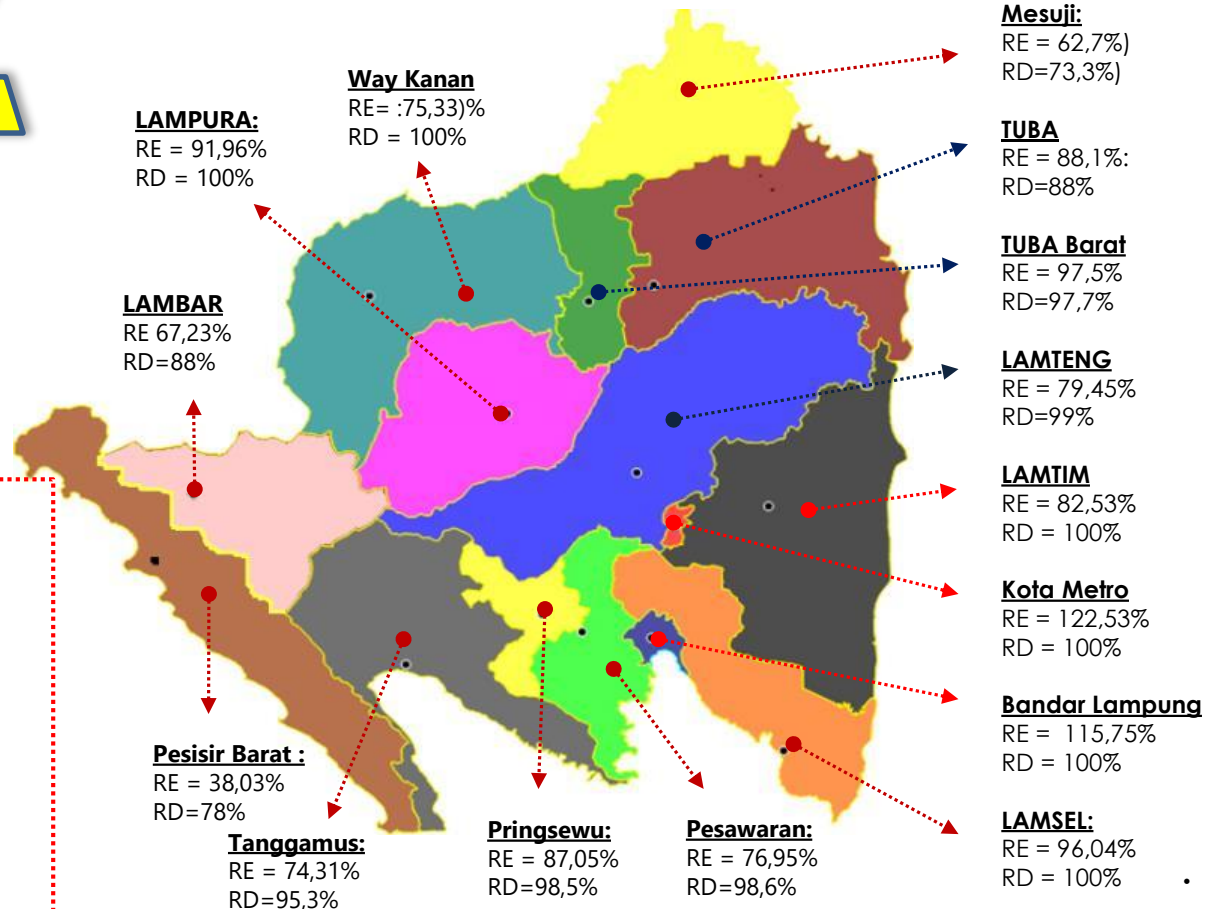 Mesuji:
RE = 62,7%)
RD=73,3%)
Way Kanan
RE= :75,33)%
RD = 100%
LAMPURA:
RE = 91,96%
RD = 100%
TUBA
RE = 88,1%:
RD=88%
TUBA Barat
RE = 97,5%
RD=97,7%
LAMBAR
RE 67,23%
RD=88%
LAMTENG
RE = 79,45%
RD=99%
LAMTIM
RE = 82,53%
RD = 100%
Kota Metro
RE = 122,53%
RD = 100%
Bandar Lampung
RE = 115,75%
RD = 100%
Pesisir Barat :
RE = 38,03%
RD=78%
Tanggamus:
RE = 74,31%
RD=95,3%
Pringsewu:
RE = 87,05%
RD=98,5%
Pesawaran:
RE = 76,95%
RD=98,6%
LAMSEL:
RE = 96,04%
RD = 100% .